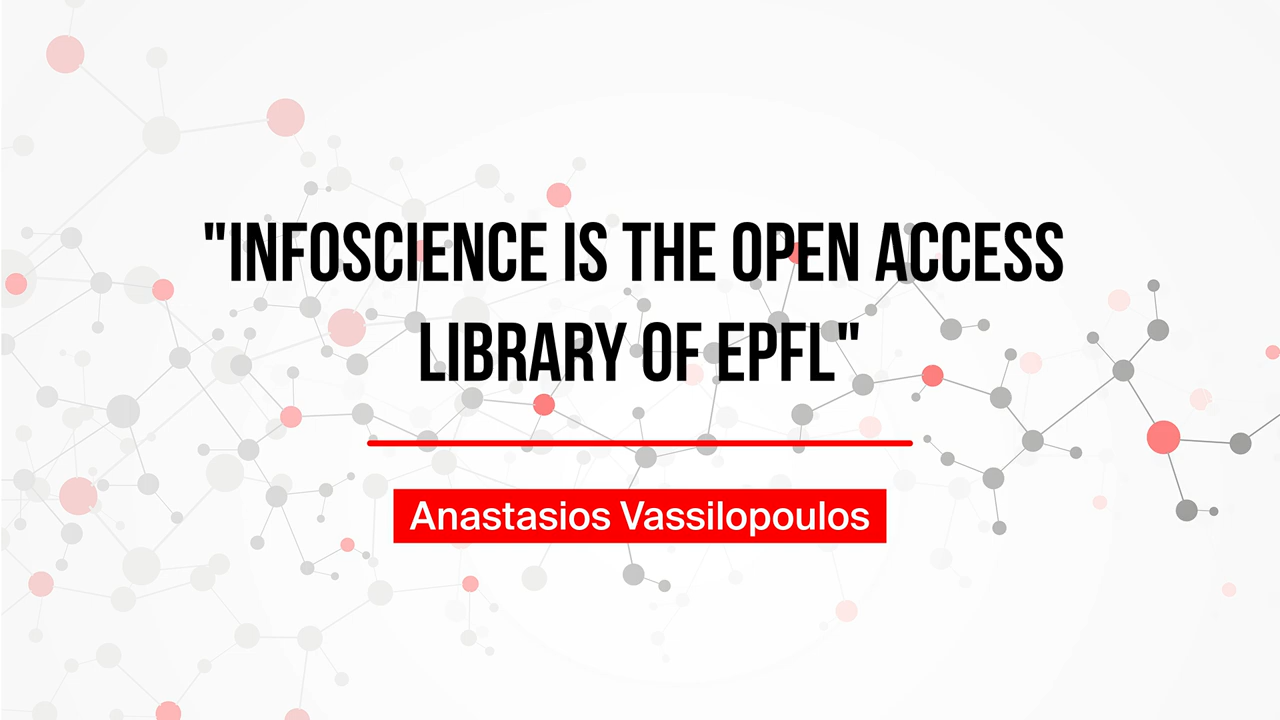 "INFOSCIENCE IS THE OPEN ACCESS
LIBRARY OF EPFL"
Anastasios Vassilopoulos